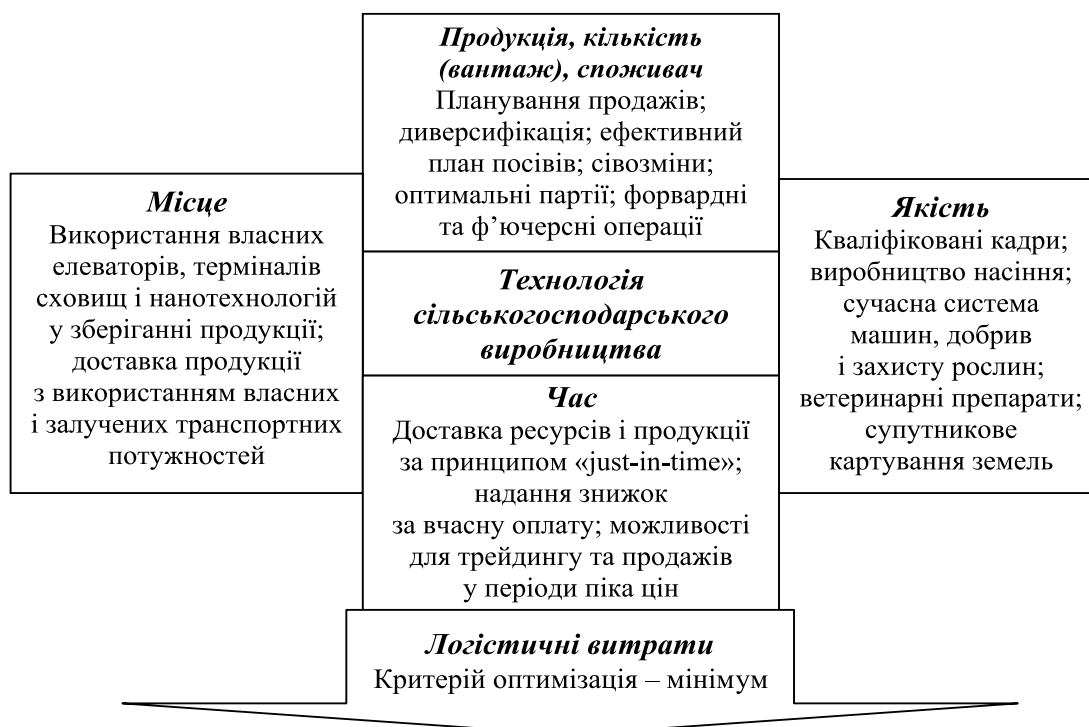 Продукція, кількість
(вантаж), споживач
Планування продажів;
диверсифікація; ефективний
план посівів; сівозміни;
оптимальні партії; форвардні
та ф’ючерсні операції
Місце
Використання власних
елеваторів, терміналів
сховищ і нанотехнологій
у зберіганні продукції;
доставка продукції
з використанням власних
і залучених транспортних
потужностей
Технологія
сільськогосподарського
виробництва
Якість
Кваліфіковані кадри;
виробництво насіння;
сучасна система
машин, добрив
і захисту рослин;
ветеринарні препарати;
супутникове
картування земель
Час
Доставка ресурсів і продукції
за принципом «just-in-time»;
надання знижок
за вчасну оплату; можливості
для трейдингу та продажів
у періоди піка цін
Логістичні витрати
Критерій оптимізація – мінімум